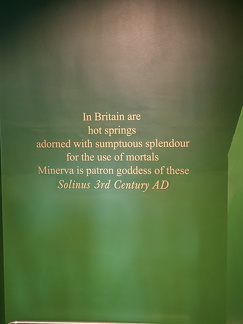 In Britain are
hot springs
adorned with sumptuous splendour
for the use of mortals
Minerva is patron goddess of these
Solinus 3rd Century AD